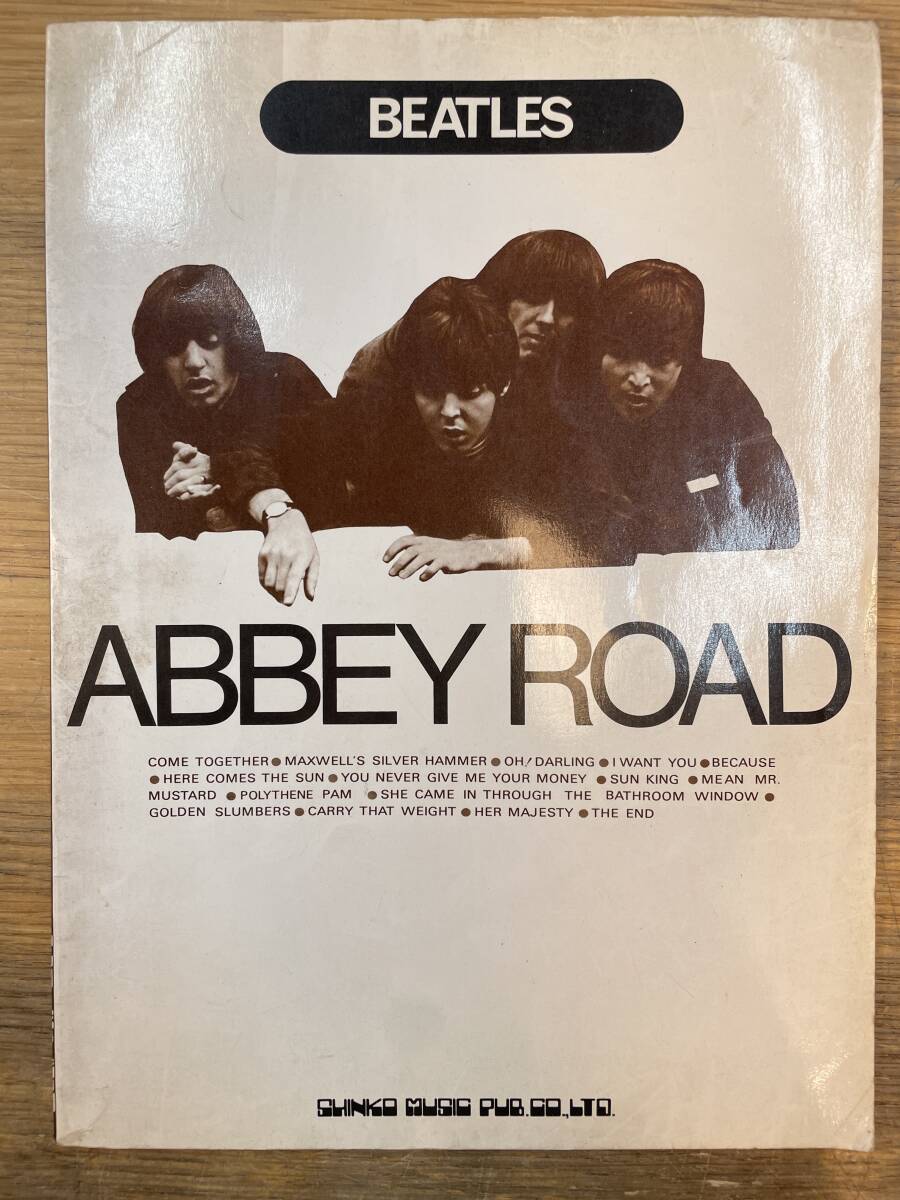 BEATLES
ABBEY ROAD
COME TOGETHER●MAXWELL'S SILVER HAMMER●OH! DARLING●I WANT YOU●BECAUSE
●HERE COMES THE SUN●YOU NEVER GIVE ME YOUR MONEY ●SUN KING●MEAN MR.
MUSTARD ●POLYTHENE PAM ●SHE CAME IN THROUGH THE BATHROOM WINDOW●
GOLDEN SLUMBERS●CARRY THAT WEIGHT●HER MAJESTY●THE END
SHINKO MUSIC PUB.CO.,LTD.